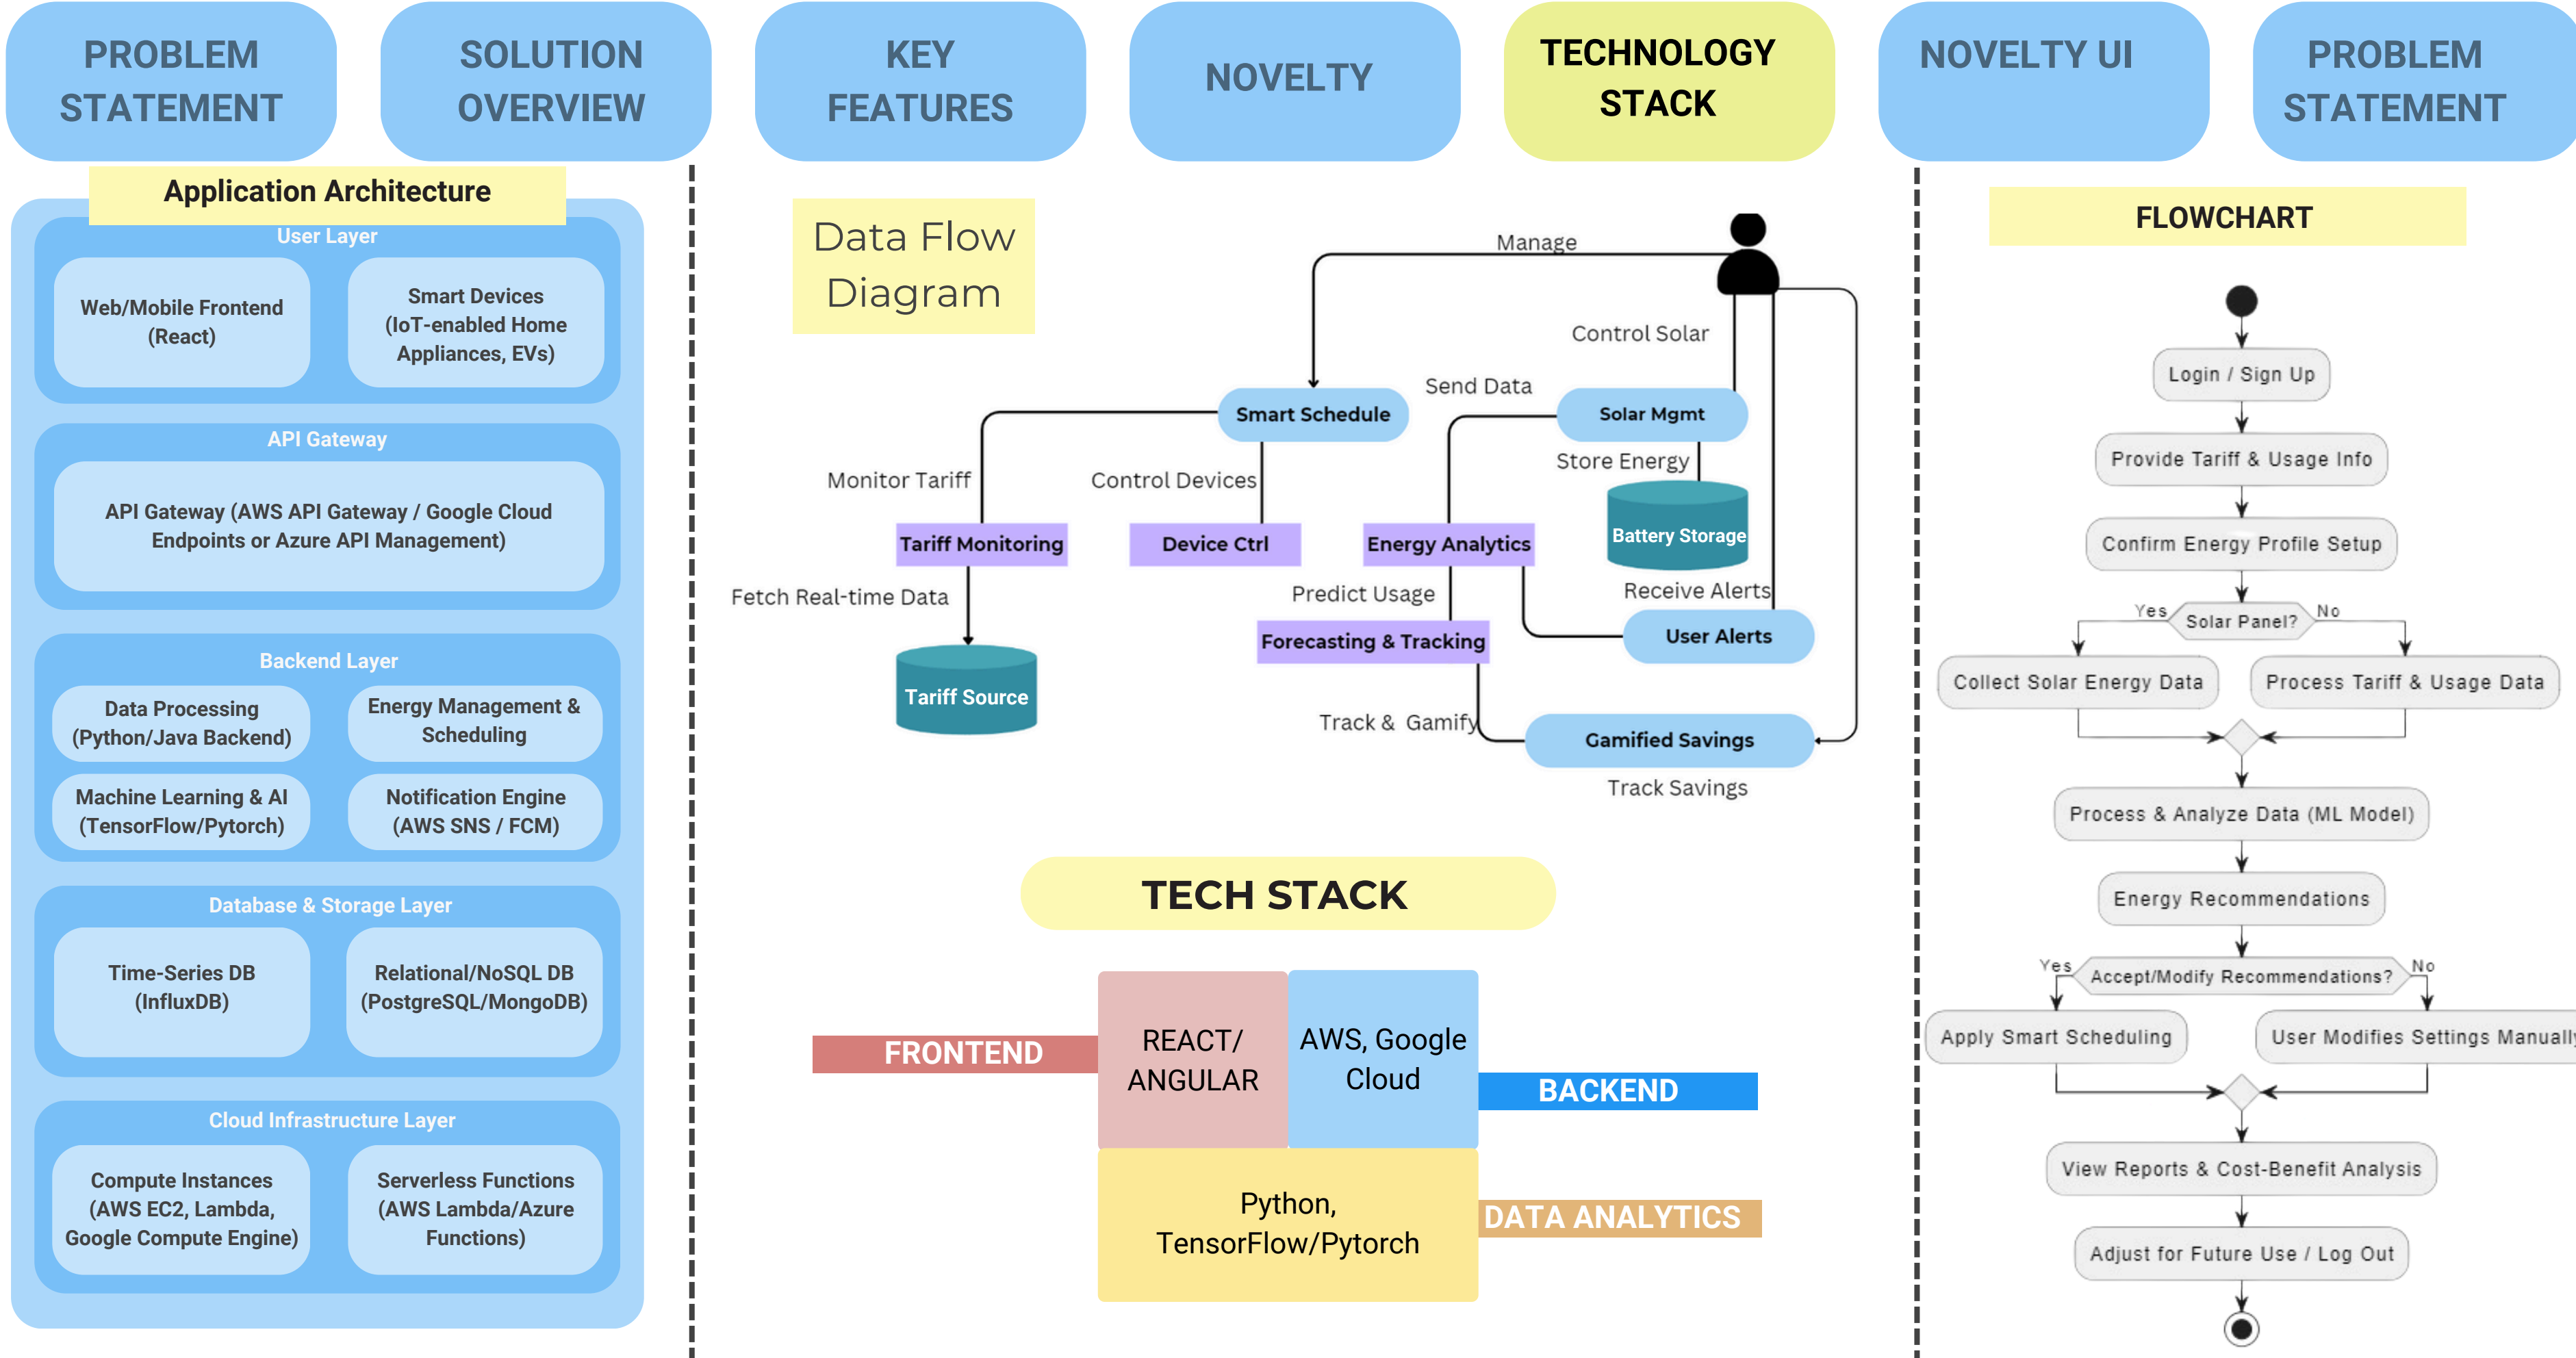 PROBLEM
STATEMENT
SOLUTION
OVERVIEW
KEY
FEATURES
NOVELTY
TECHNOLOGY
STACK
NOVELTY UI
PROBLEM
STATEMENT
Application Architecture
User Layer
Web/Mobile Frontend
(React)
Smart Devices
(IoT-enabled Home
Appliances, EVs)
API Gateway
API Gateway (AWS API Gateway / Google Cloud
Endpoints or Azure API Management)
Backend Layer
Data Processing
(Python/Java Backend)
Energy Management &
Scheduling
Machine Learning & AI
(TensorFlow/Pytorch)
Notification Engine
(AWS SNS / FCM)
Database & Storage Layer
Time-Series DB
(InfluxDB)
Relational/NoSQL DB
(PostgreSQL/MongoDB)
Cloud Infrastructure Layer
Compute Instances
(AWS EC2, Lambda,
Google Compute Engine)
Serverless Functions
(AWS Lambda/Azure
Functions)
Data Flow
Diagram
Manage
Control Solar
Send Data
Smart Schedule
Solar Mgmt
Store Energy
Monitor Tariff
Control Devices
Battery Storage
Tariff Monitoring
Device Ctrl
Energy Analytics
Receive Alerts
Fetch Real-time Data
Predict Usage
User Alerts
Forecasting & Tracking
Tariff Source
Track & Gamify
Gamified Savings
Track Savings
TECH STACK
FRONTEND
REACT/
ANGULAR
AWS, Google
Cloud
BACKEND
Python,
TensorFlow/Pytorch
DATA ANALYTICS
FLOWCHART
Login / Sign Up
Provide Tariff & Usage Info
Confirm Energy Profile Setup
Yes
Solar Panel?
No
Collect Solar Energy Data
Process Tariff & Usage Data
Process & Analyze Data (ML Model)
Energy Recommendations
Yes
Accept/Modify Recommendations?
No
Apply Smart Scheduling
User Modifies Settings Manually
View Reports & Cost-Benefit Analysis
Adjust for Future Use / Log Out